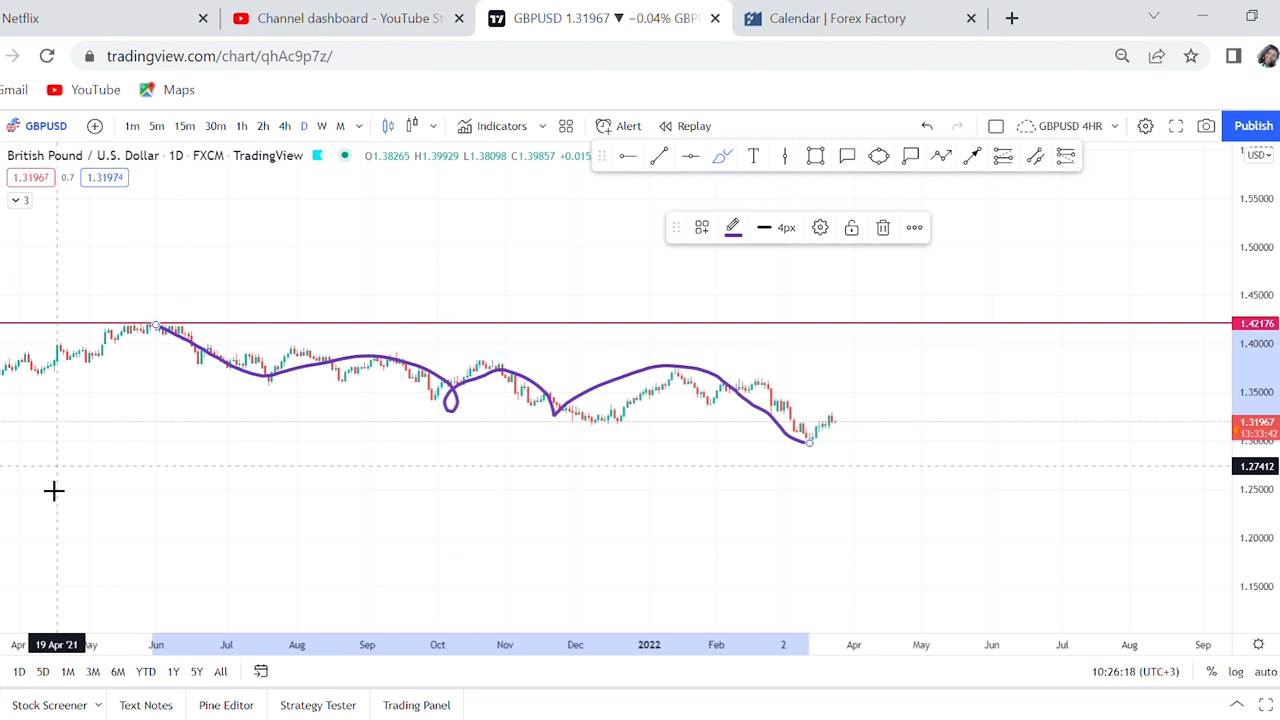 Netflix
Channel dashboard - YouTube St
GBPUSD 1.31967 ▼ −0.04% GBP
Calendar | Forex Factory
tradingview.com/chart/qhAc9p7z/
Gmail YouTube Maps
GBPUSD 1m 5m 15m 30m 1h 2h 4h D W M Indicators Alert Replay GBPUSD 4HR Publish
British Pound / U.S. Dollar · 1D · FXCM · TradingView O1.38265 H1.39929 L1.38098 C1.39857 +0.015
USD
1.31967 0.7 1.31974
3
T
4px
1.55000
1.50000
1.45000
1.42176
1.40000
1.35000
1.31967
13:33:42
1.30000
1.27412
1.25000
1.20000
1.15000
Apr 19 Apr '21 May Jun Jul Aug Sep Oct Nov Dec 2022 Feb 2 Apr May Jun Jul Aug Sep
1D 5D 1M 3M 6M YTD 1Y 5Y All 10:26:18 (UTC+3) % log auto
Stock Screener Text Notes Pine Editor Strategy Tester Trading Panel